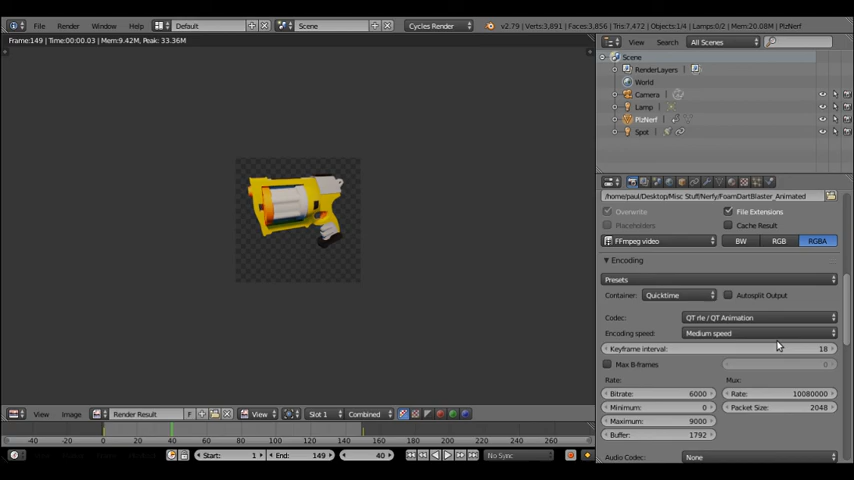 File Render Window Help Default Scene Cycles Render v2.79 | Verts:3,891 | Faces:3,856 | Tris:7,472 | Objects:1/4 | Lamps:0/2 | Mem:20.08M | PlzNerf
Frame:149 | Time:00:00.03 | Mem:9.42M, Peak: 33.36M
View Search All Scenes
Scene
RenderLayers
World
Camera
Lamp
PlzNerf
Spot
/home/paul/Desktop/Misc Stuff/Nerfy/FoamDartBlaster_Animated
Overwrite File Extensions
Placeholders Cache Result
FFmpeg video BW RGB RGBA
Encoding
Presets
Container: Quicktime Autosplit Output
Codec: QT rle / QT Animation
Encoding speed: Medium speed
Keyframe interval: 18
Max B-frames 0
Rate: Mux:
Bitrate: 6000 Rate: 10080000
Minimum: 0 Packet Size: 2048
Maximum: 9000
Buffer: 1792
Audio Codec: None
View Image Render Result F View Slot 1 Combined
-40 -20 0 20 40 60 80 100 120 140 160 180 200 220 240 260
Start: 1 End: 149 40 No Sync